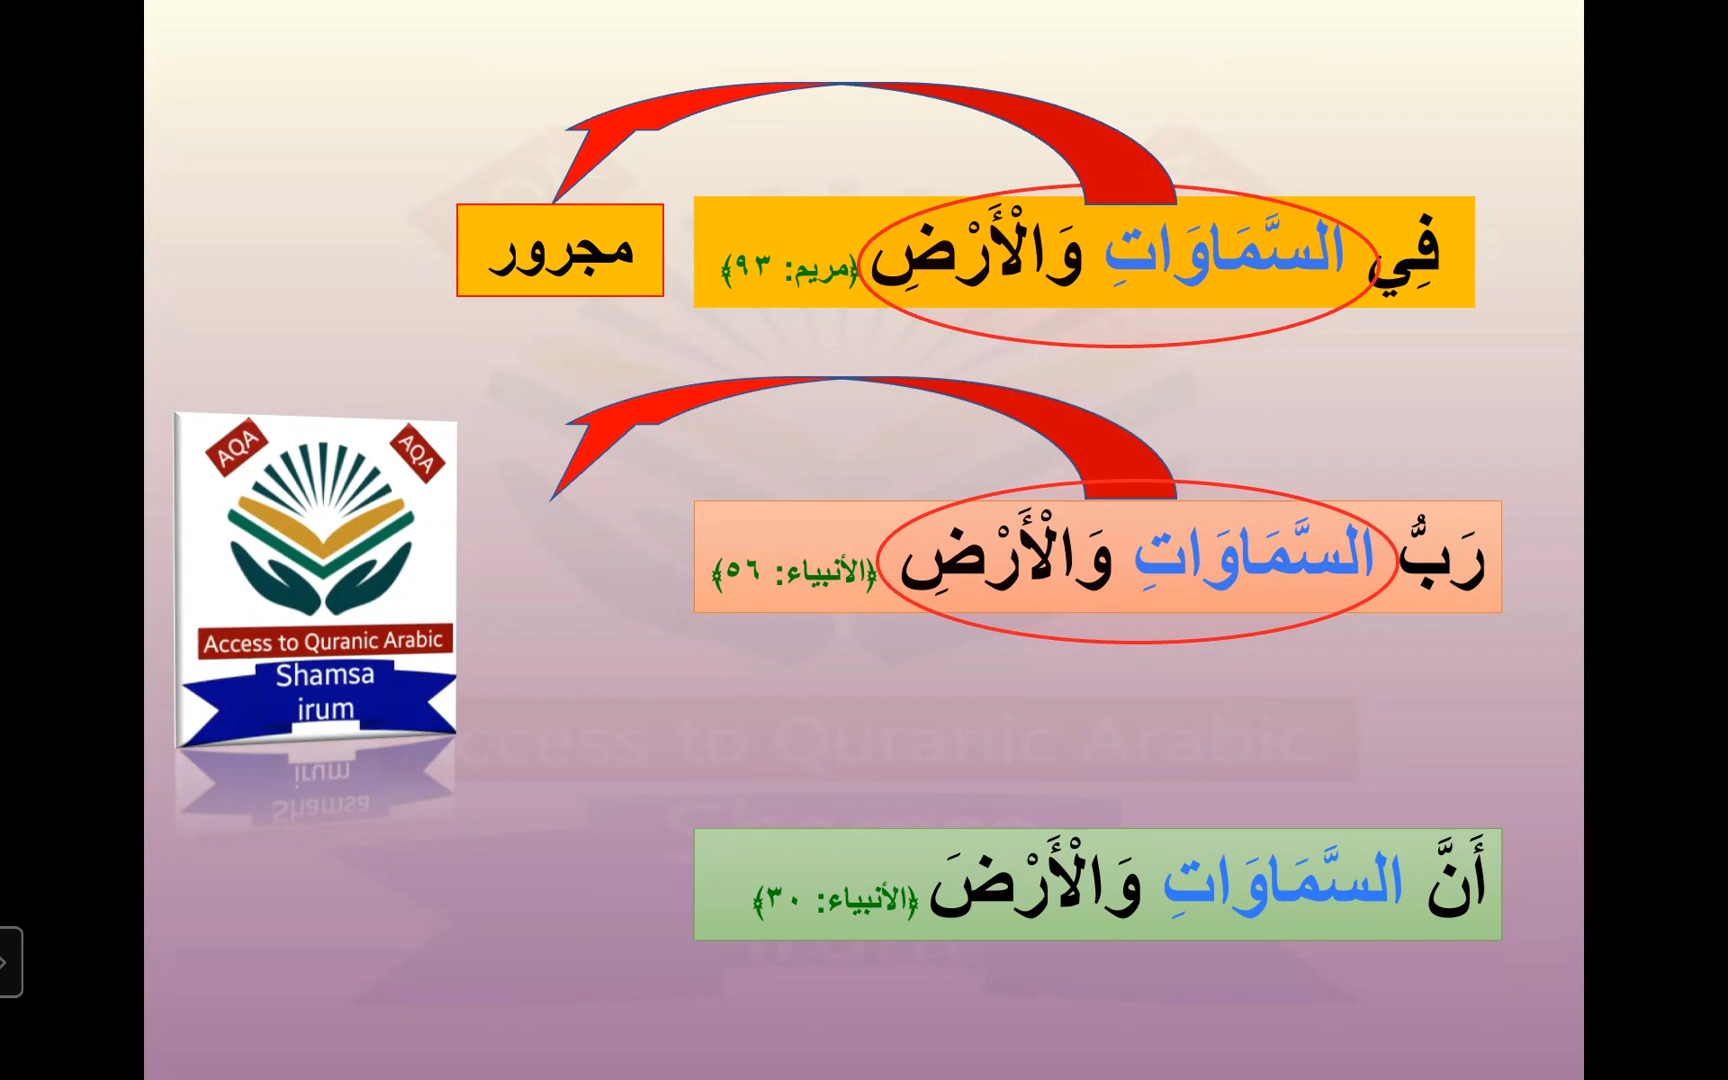 فِي السَّمَاوَاتِ وَالْأَرْضِ ﴿مريم: ٩٣﴾
مجرور
رَبُّ السَّمَاوَاتِ وَالْأَرْضِ ﴿الأنبياء: ٥٦﴾
AQA
AQA
Access to Quranic Arabic
Shamsa
irum
أَنَّ السَّمَاوَاتِ وَالْأَرْضَ ﴿الأنبياء: ٣٠﴾